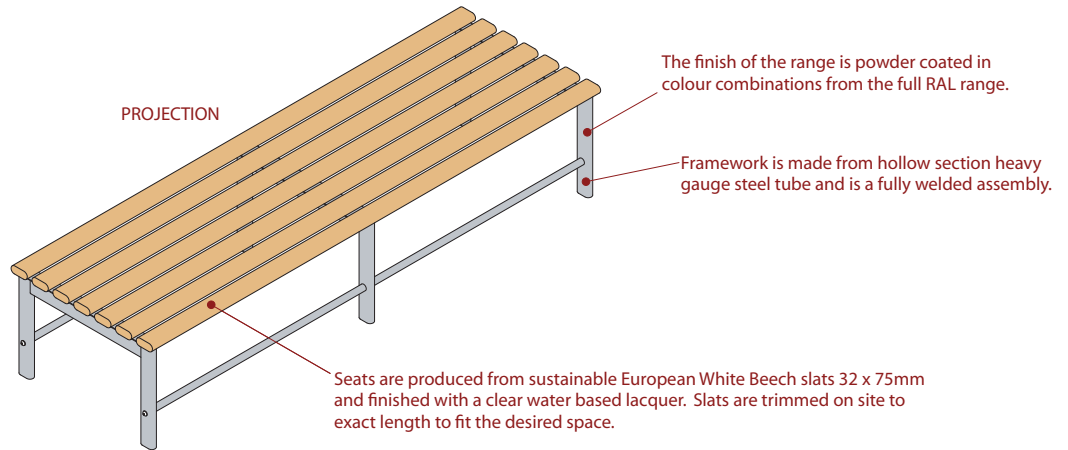 The finish of the range is powder coated in
colour combinations from the full RAL range.
PROJECTION
Framework is made from hollow section heavy
gauge steel tube and is a fully welded assembly.
Seats are produced from sustainable European White Beech slats 32 x 75mm
and finished with a clear water based lacquer. Slats are trimmed on site to
exact length to fit the desired space.